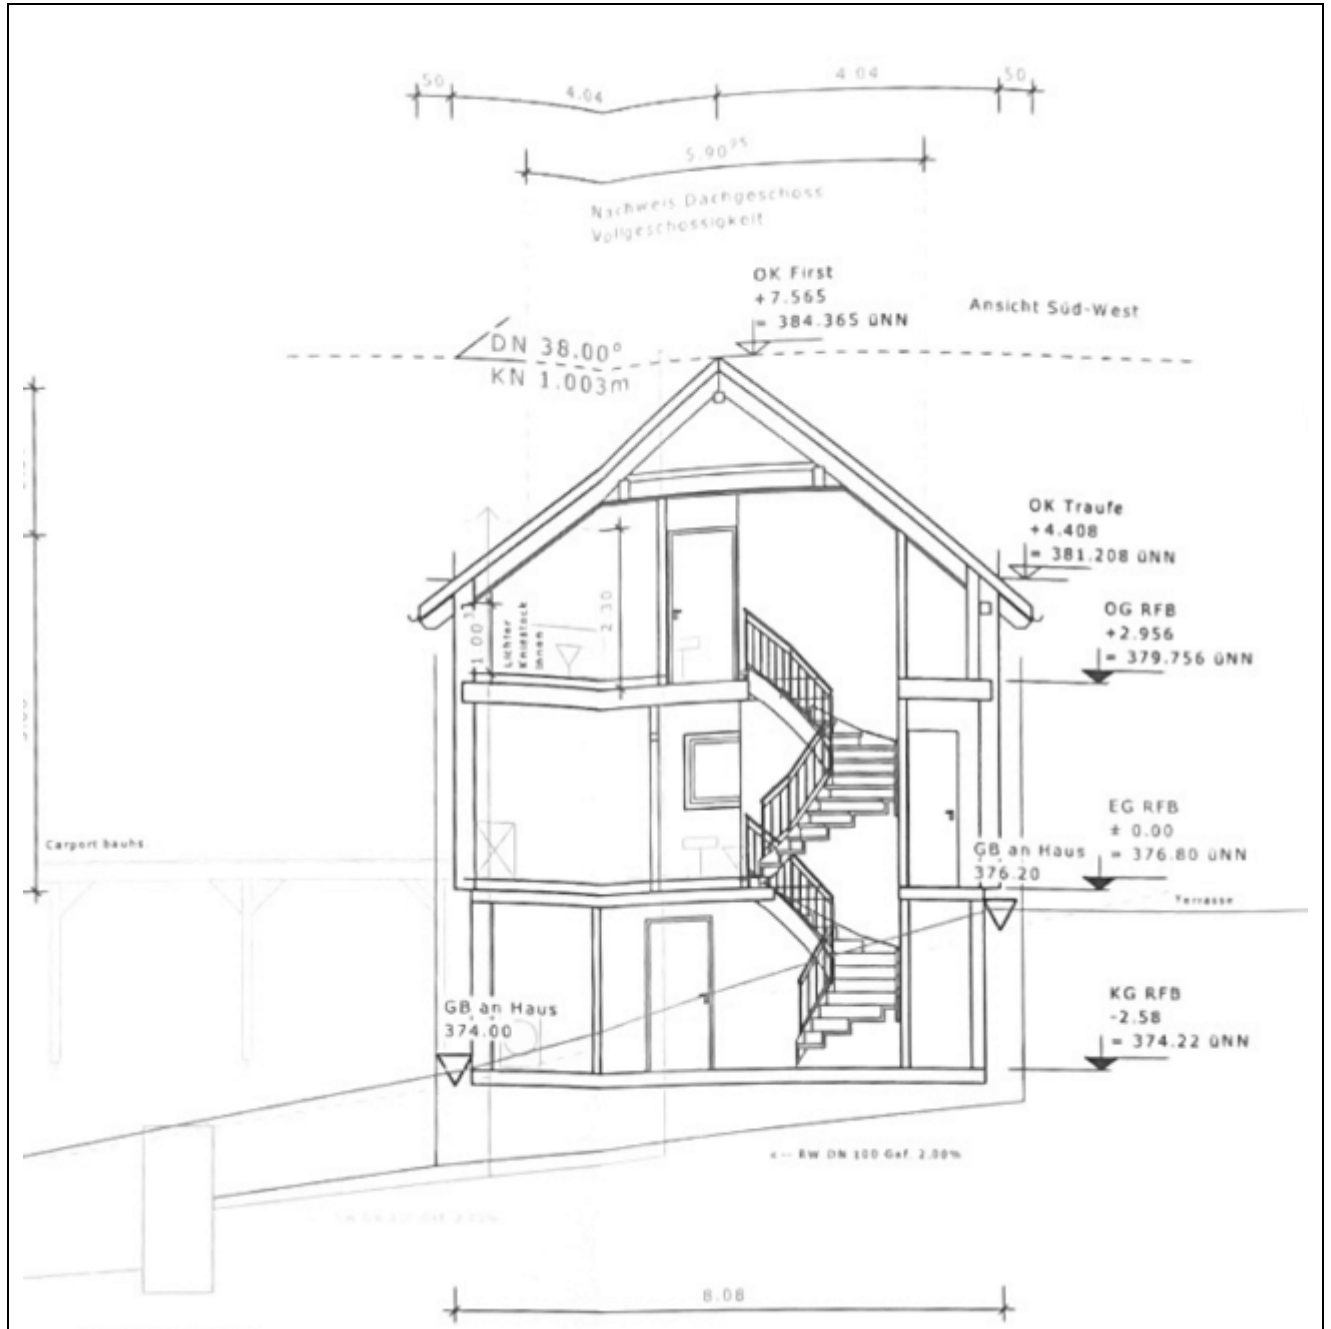 50
4.04
4.04
50
5.90⁹⁵
Nachweis Dachgeschoss
Vollgeschossigkeit
OK First
+7.565
= 384.365 üNN
Ansicht Süd-West
DN 38.00°
KN 1.003m
OK Traufe
+4.408
= 381.208 üNN
1.00
Lichter
Kniestock
innen
2.30
OG RFB
+2.956
= 379.756 üNN
Carport bauhs.
EG RFB
± 0.00
= 376.80 üNN
GB an Haus
376.20
Terrasse
GB an Haus
374.00
KG RFB
-2.58
= 374.22 üNN
<-- RW DN 100 Gef. 2.00%
8.08